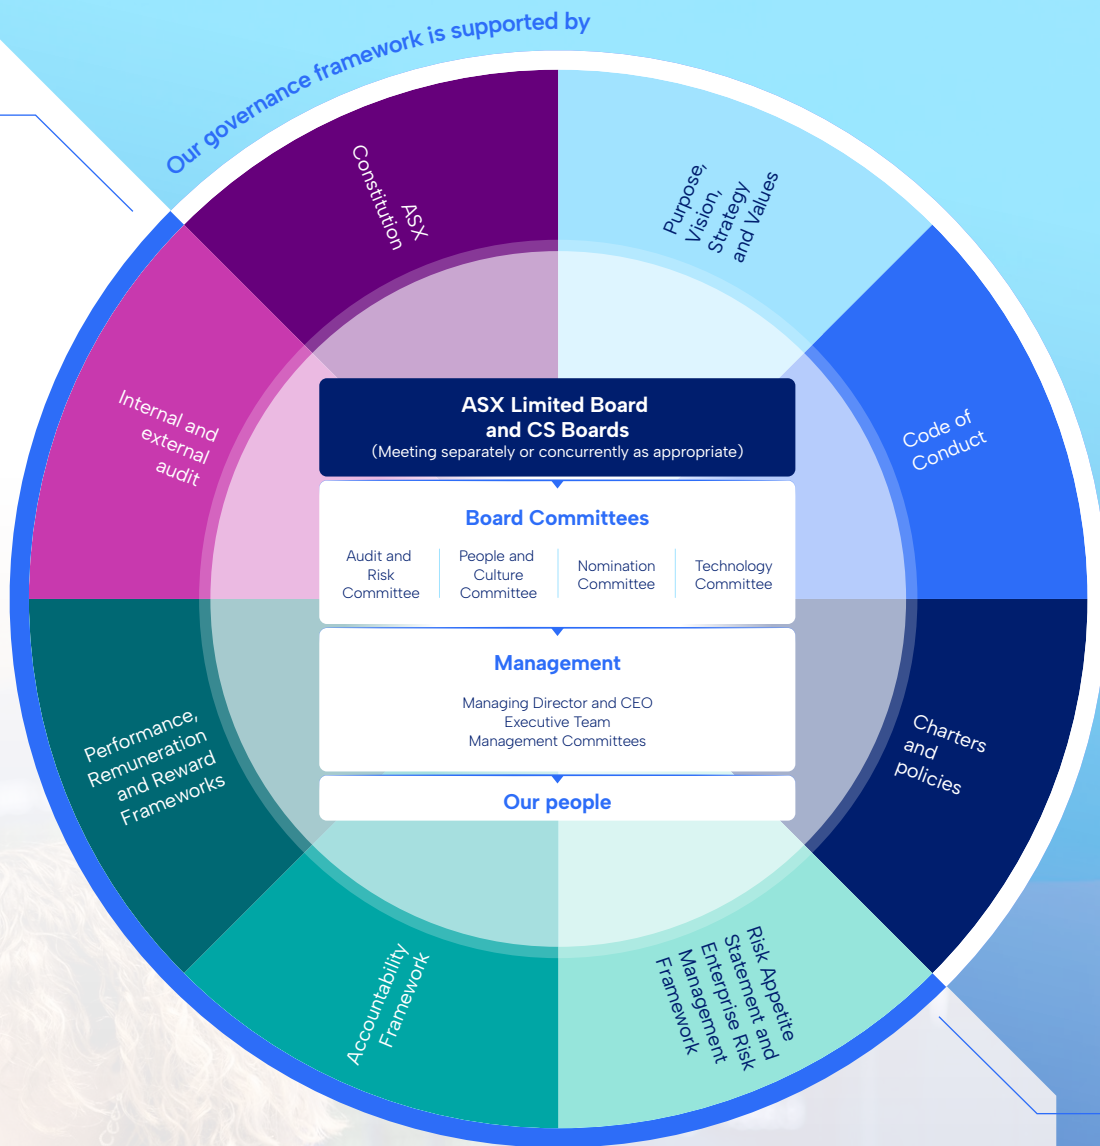 Our governance framework is supported by
Purpose,
Vision,
Strategy
and Values
Code of
Conduct
Charters
and
policies
Risk Appetite
Statement and
Enterprise Risk
Management
Framework
Accountability
Framework
Performance,
Remuneration
and Reward
Frameworks
Internal and
external
audit
ASX
Constitution
ASX Limited Board
and CS Boards
(Meeting separately or concurrently as appropriate)
Board Committees
Audit and
Risk
Committee
People and
Culture
Committee
Nomination
Committee
Technology
Committee
Management
Managing Director and CEO
Executive Team
Management Committees
Our people